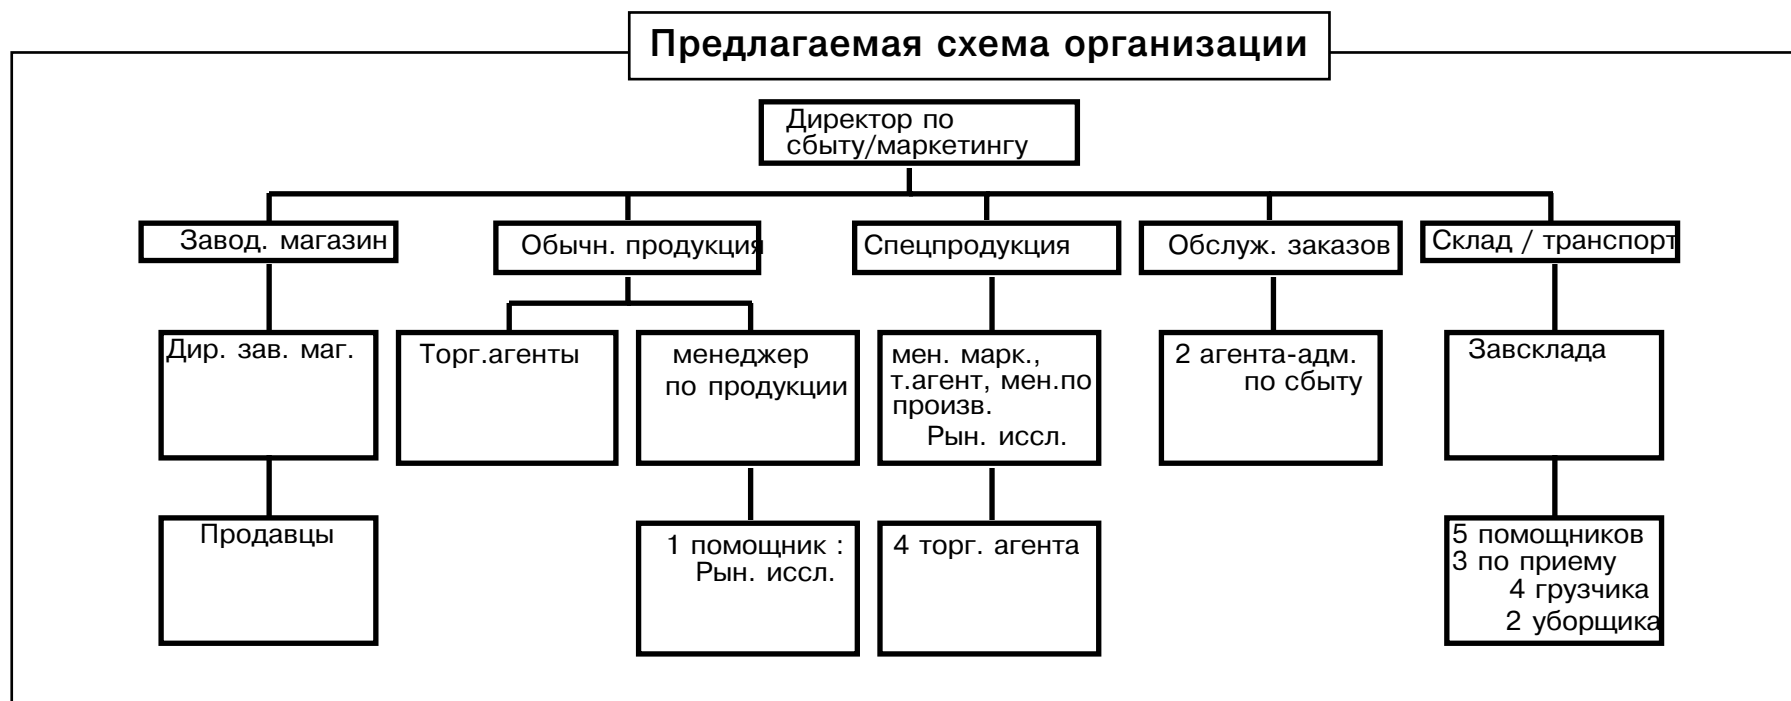 Предлагаемая схема организации
Директор по
сбыту/маркетингу
Завод. магазин
Обычн. продукция
Спецпродукция
Обслуж. заказов
Склад / транспорт
Дир. зав. маг.
Торг.агенты
менеджер
по продукции
мен. марк.,
т.агент, мен.по
произв.
Рын. иссл.
2 агента-адм.
по сбыту
Завсклада
Продавцы
1 помощник :
Рын. иссл.
4 торг. агента
5 помощников
3 по приему
4 грузчика
2 уборщика